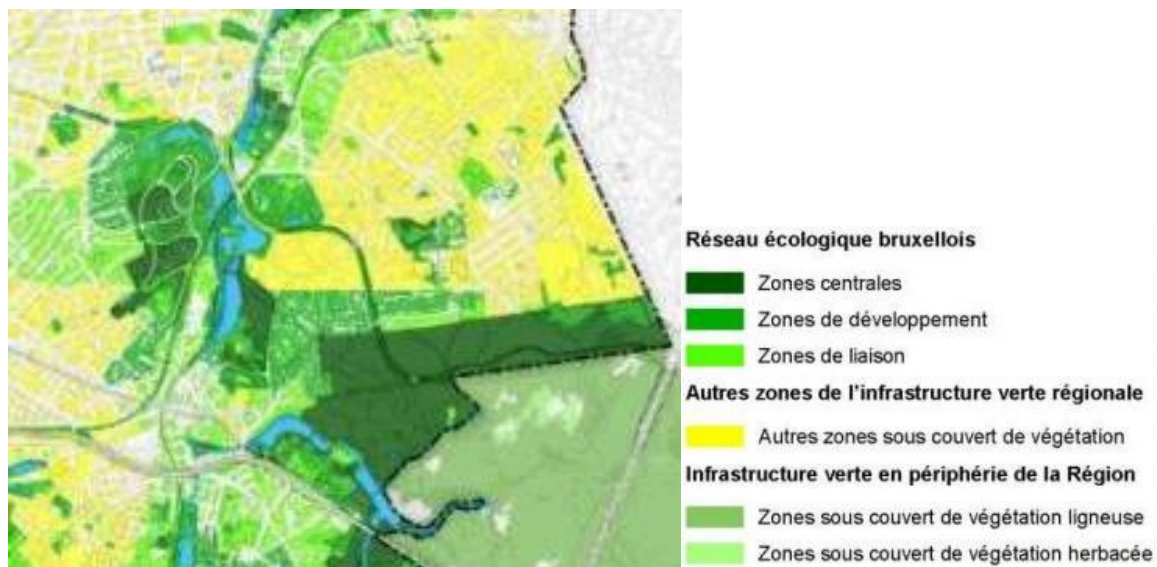 Réseau écologique bruxellois
Zones centrales
Zones de développement
Zones de liaison
Autres zones de l'infrastructure verte régionale
Autres zones sous couvert de végétation
Infrastructure verte en périphérie de la Région
Zones sous couvert de végétation ligneuse
Zones sous couvert de végétation herbacée